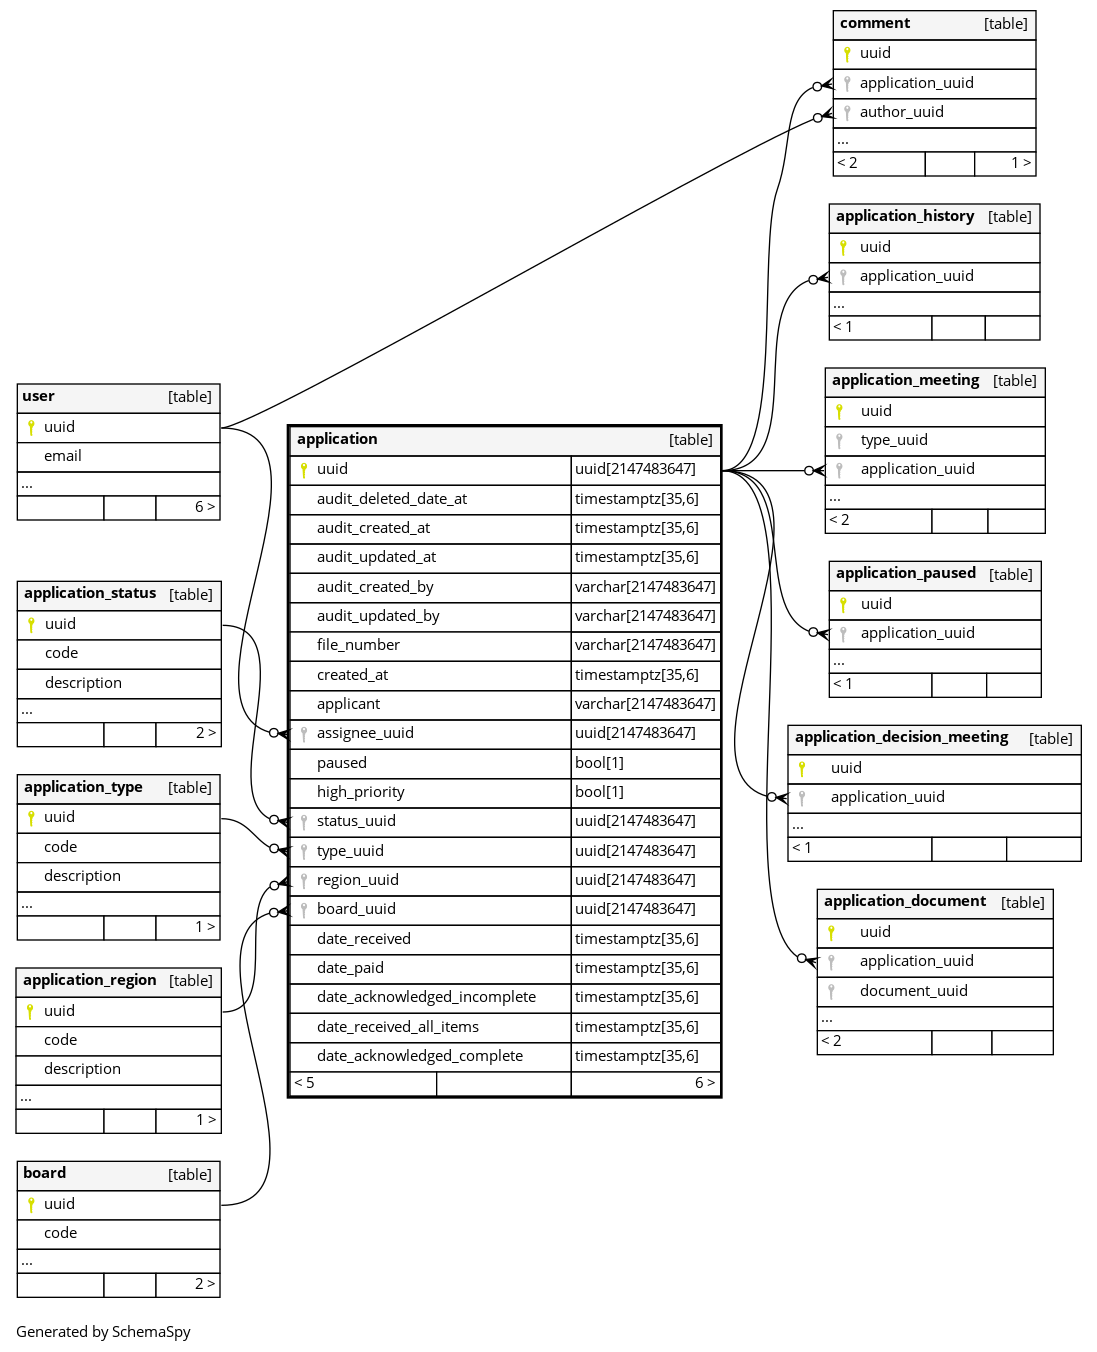 comment [table]
uuid
application_uuid
author_uuid
...
< 2 1 >
application_history [table]
uuid
application_uuid
...
< 1
application_meeting [table]
uuid
type_uuid
application_uuid
...
< 2
application_paused [table]
uuid
application_uuid
...
< 1
application_decision_meeting [table]
uuid
application_uuid
...
< 1
application_document [table]
uuid
application_uuid
document_uuid
...
< 2
user [table]
uuid
email
...
6 >
application_status [table]
uuid
code
description
...
2 >
application_type [table]
uuid
code
description
...
1 >
application_region [table]
uuid
code
description
...
1 >
board [table]
uuid
code
...
2 >
application [table]
uuid uuid[2147483647]
audit_deleted_date_at timestamptz[35,6]
audit_created_at timestamptz[35,6]
audit_updated_at timestamptz[35,6]
audit_created_by varchar[2147483647]
audit_updated_by varchar[2147483647]
file_number varchar[2147483647]
created_at timestamptz[35,6]
applicant varchar[2147483647]
assignee_uuid uuid[2147483647]
paused bool[1]
high_priority bool[1]
status_uuid uuid[2147483647]
type_uuid uuid[2147483647]
region_uuid uuid[2147483647]
board_uuid uuid[2147483647]
date_received timestamptz[35,6]
date_paid timestamptz[35,6]
date_acknowledged_incomplete timestamptz[35,6]
date_received_all_items timestamptz[35,6]
date_acknowledged_complete timestamptz[35,6]
< 5 6 >
Generated by SchemaSpy